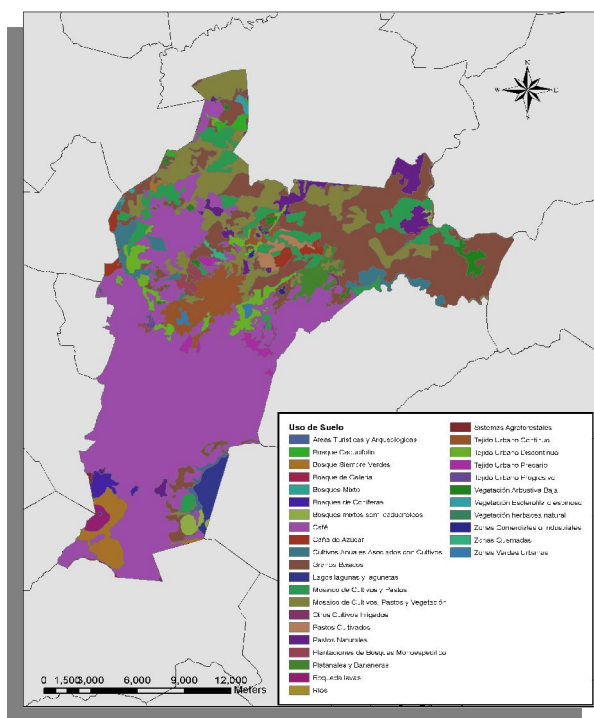 N
W E
S
Uso de Suelo
Areas Turisticas y Arqueologicas
Bosque Caducifolio
Bosque Siempre Verdes
Bosque de Galeria
Bosques Mixto
Bosques de Coniferas
Bosques mixtos semi caducifolios
Café
Caña de Azucar
Cultivos Anuales Asociados con Cultivos
Granos Basicos
Lagos lagunas y lagunetas
Mosaico de Cultivos y Pastos
Mosaico de Cultivos, Pastos y Vegetación
Otros Cultivos Irrigados
Pastos Cultivados
Pastos Naturales
Plantaciones de Bosques Monoespecifico
Platanales y Bananeras
Roqueda lavas
Rios
Sistemas Agroforestales
Tejido Urbano Continuo
Tejido Urbano Discontinuo
Tejido Urbano Precario
Tejido Urbano Progresivo
Vegetación Arbustiva Baja
Vegetación Esclerofila o espinoso
Vegetación herbacea natural
Zonas Comerciales o Industriales
Zonas Quemadas
Zonas Verdes Urbanas
0 1,500 3,000 6,000 9,000 12,000
Meters